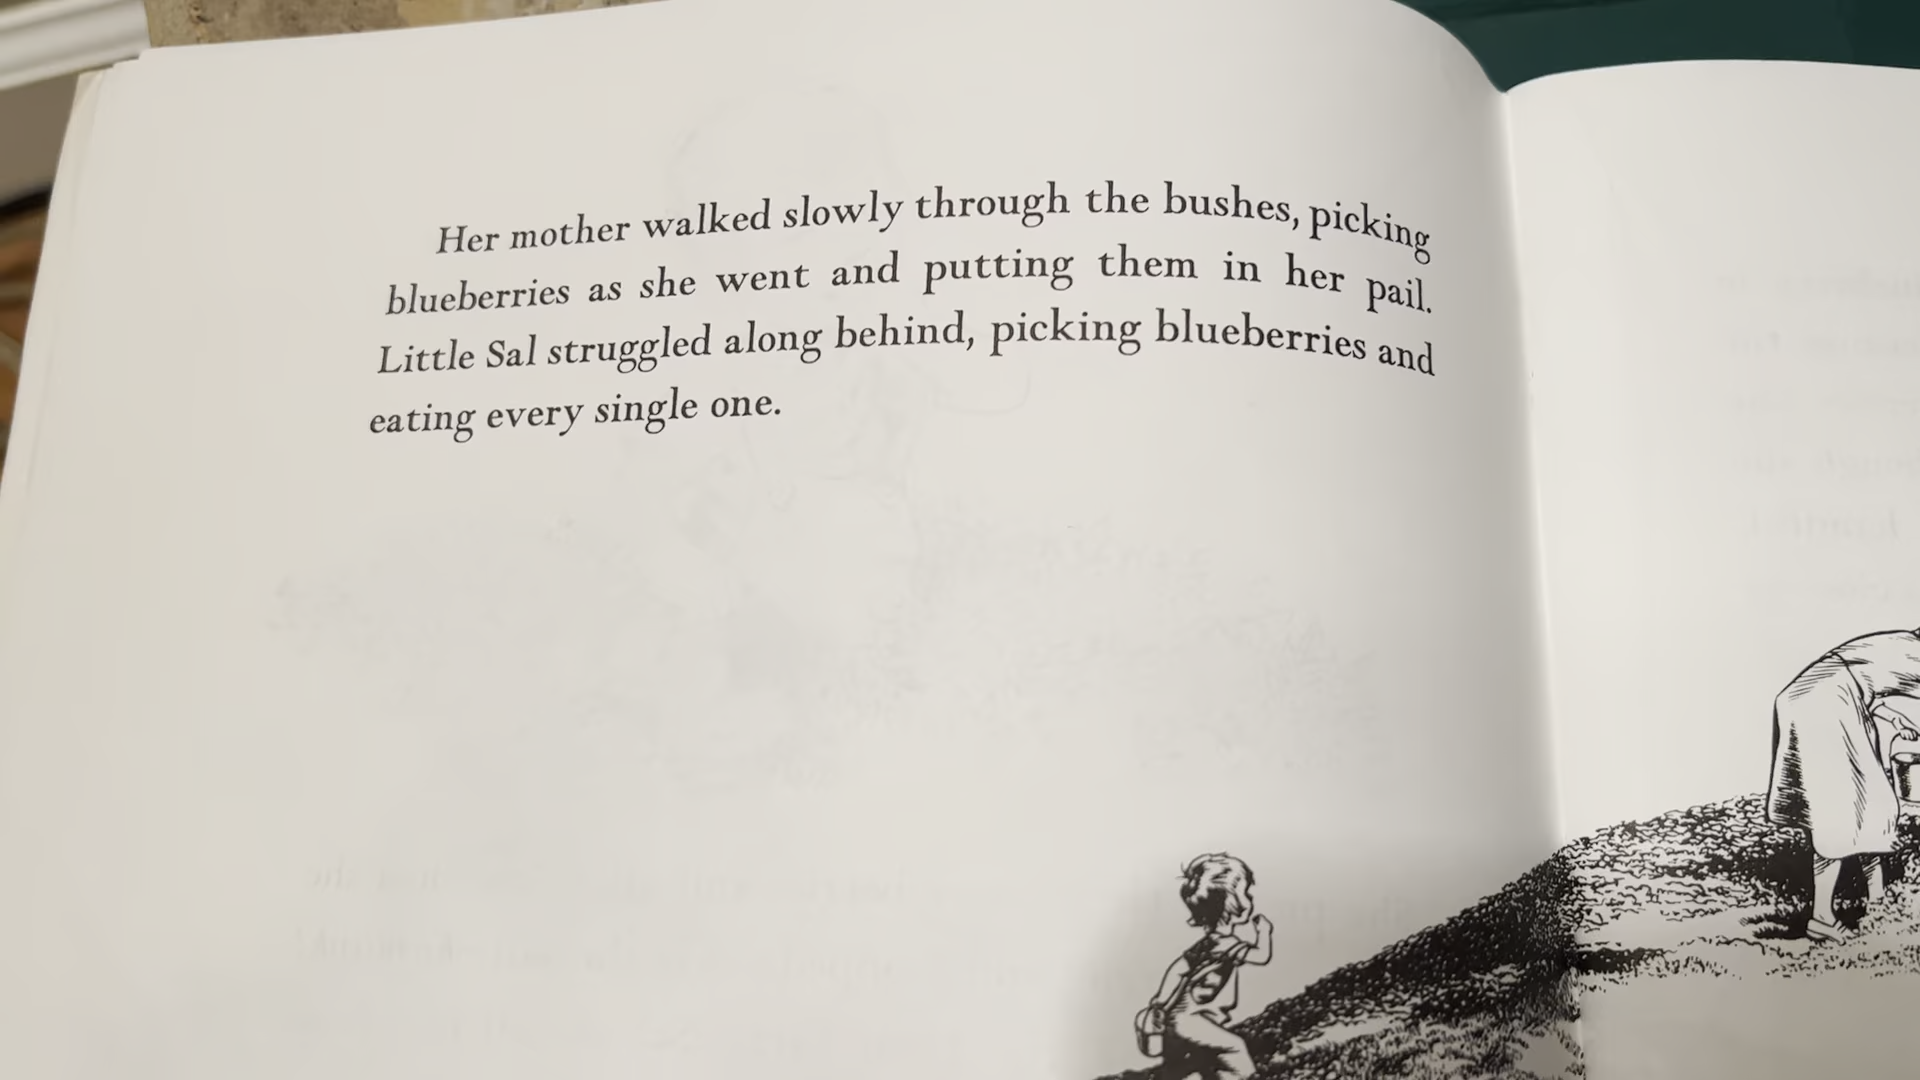 Her mother walked slowly through the bushes, picking
blueberries as she went and putting them in her pail.
Little Sal struggled along behind, picking blueberries and
eating every single one.